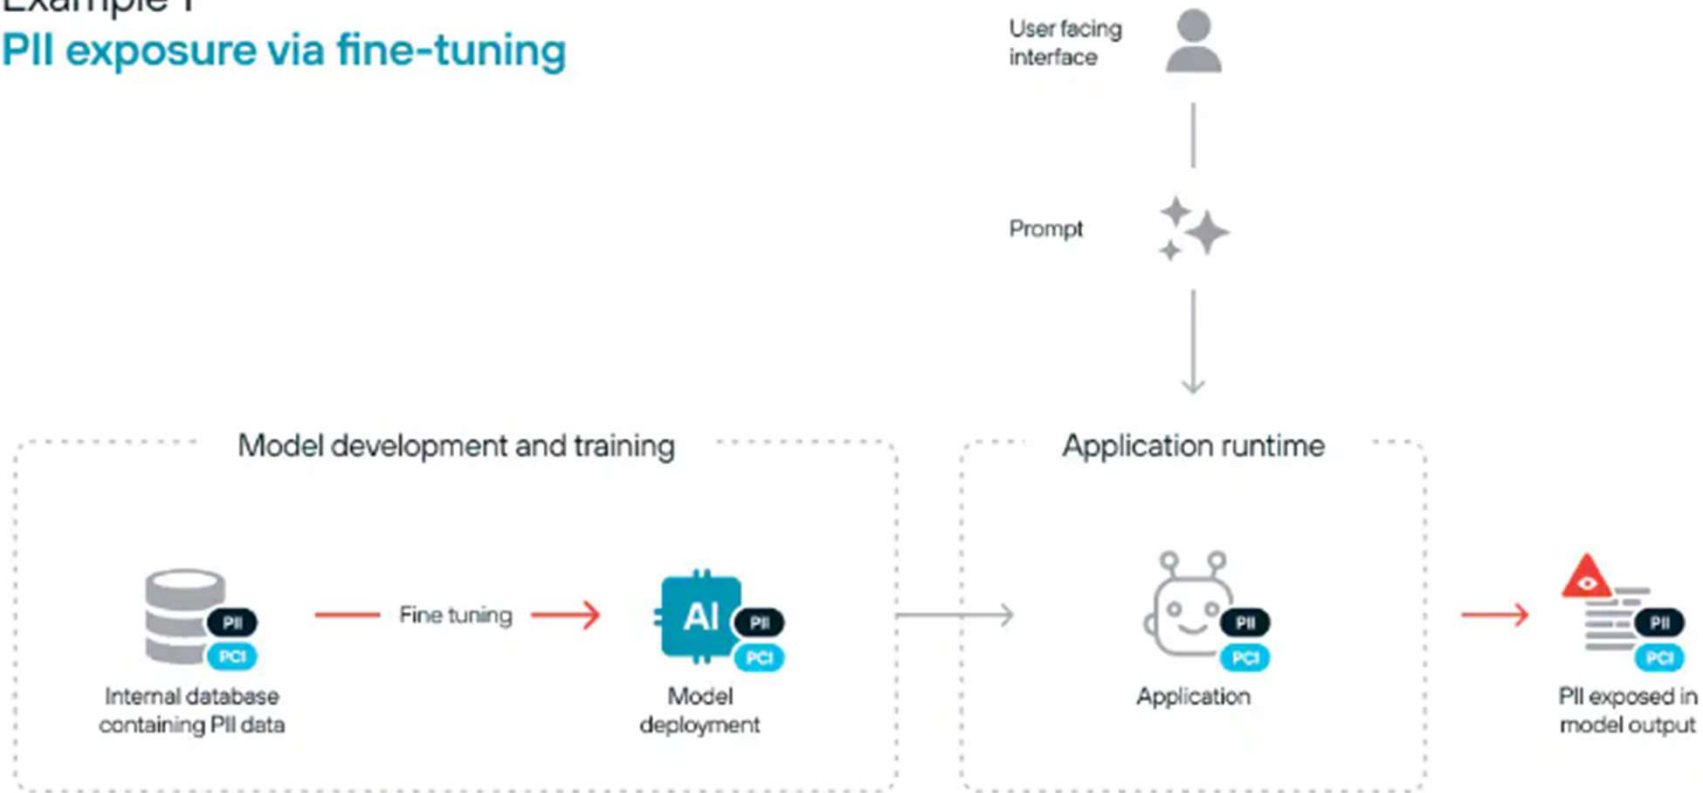 Example 1
PII exposure via fine-tuning
User facing
interface
Prompt
Model development and training
Application runtime
PII
PCI
Fine tuning
AI
PII
PCI
PII
PCI
PII
PCI
Internal database
containing PII data
Model
deployment
Application
PII exposed in
model output